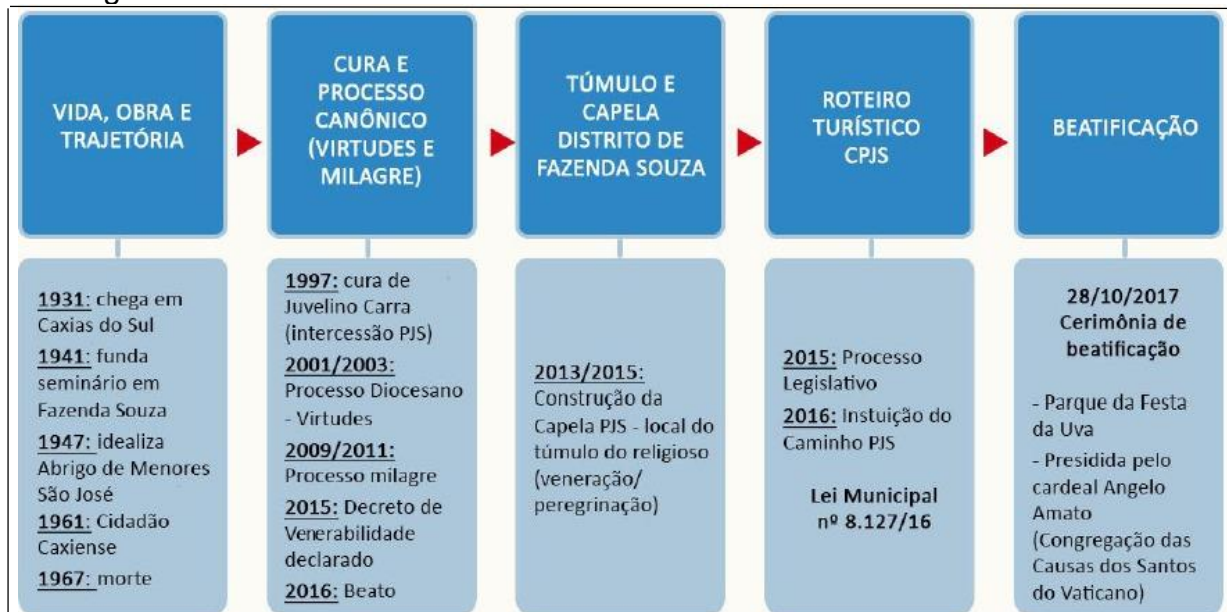 VIDA, OBRA E
TRAJETÓRIA
CURA E
PROCESSO
CANÔNICO
(VIRTUDES E
MILAGRE)
TÚMULO E
CAPELA
DISTRITO DE
FAZENDA SOUZA
ROTEIRO
TURÍSTICO
CPJS
BEATIFICAÇÃO
1931: chega em
Caxias do Sul
1941: funda
seminário em
Fazenda Souza
1947: idealiza
Abrigo de Menores
São José
1961: Cidadão
Caxiense
1967: morte
1997: cura de
Juvelino Carra
(intercessão PJS)
2001/2003:
Processo Diocesano
- Virtudes
2009/2011:
Processo milagre
2015: Decreto de
Venerabilidade
declarado
2016: Beato
2013/2015:
Construção da
Capela PJS - local do
túmulo do religioso
(veneração/
peregrinação)
2015: Processo
Legislativo
2016: Instuição do
Caminho PJS
Lei Municipal
nº 8.127/16
28/10/2017
Cerimônia de
beatificação
- Parque da Festa
da Uva
- Presidida pelo
cardeal Angelo
Amato
(Congregação das
Causas dos Santos
do Vaticano)